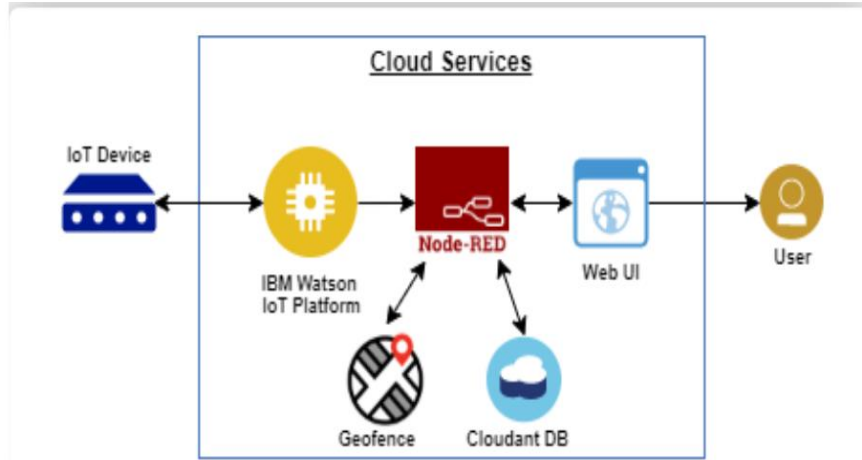 Cloud Services
IoT Device
Node-RED
IBM Watson
IoT Platform
Web UI
User
Geofence
Cloudant DB